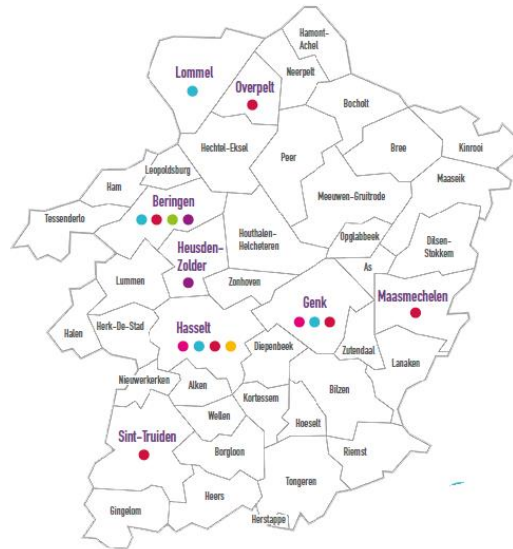 Hamont-
Achel
Lommel
Overpelt
Neerpelt
Bocholt
Hechtel-Eksel
Peer
Bree
Kinrooi
Leopoldsburg
Ham
Maaseik
Beringen
Meeuwen-Gruitrode
Tessenderlo
Houthalen-
Helchteren
Opglabbeek
Dilsen-
Stokkem
Heusden-
Zolder
As
Lummen
Zonhoven
Genk
Maasmechelen
Halen
Herk-De-Stad
Hasselt
Diepenbeek
Zutendaal
Lanaken
Nieuwerkerken
Alken
Kortessem
Bilzen
Wellen
Hoeselt
Sint-Truiden
Borgloon
Riemst
Tongeren
Gingelom
Heers
Herstappe